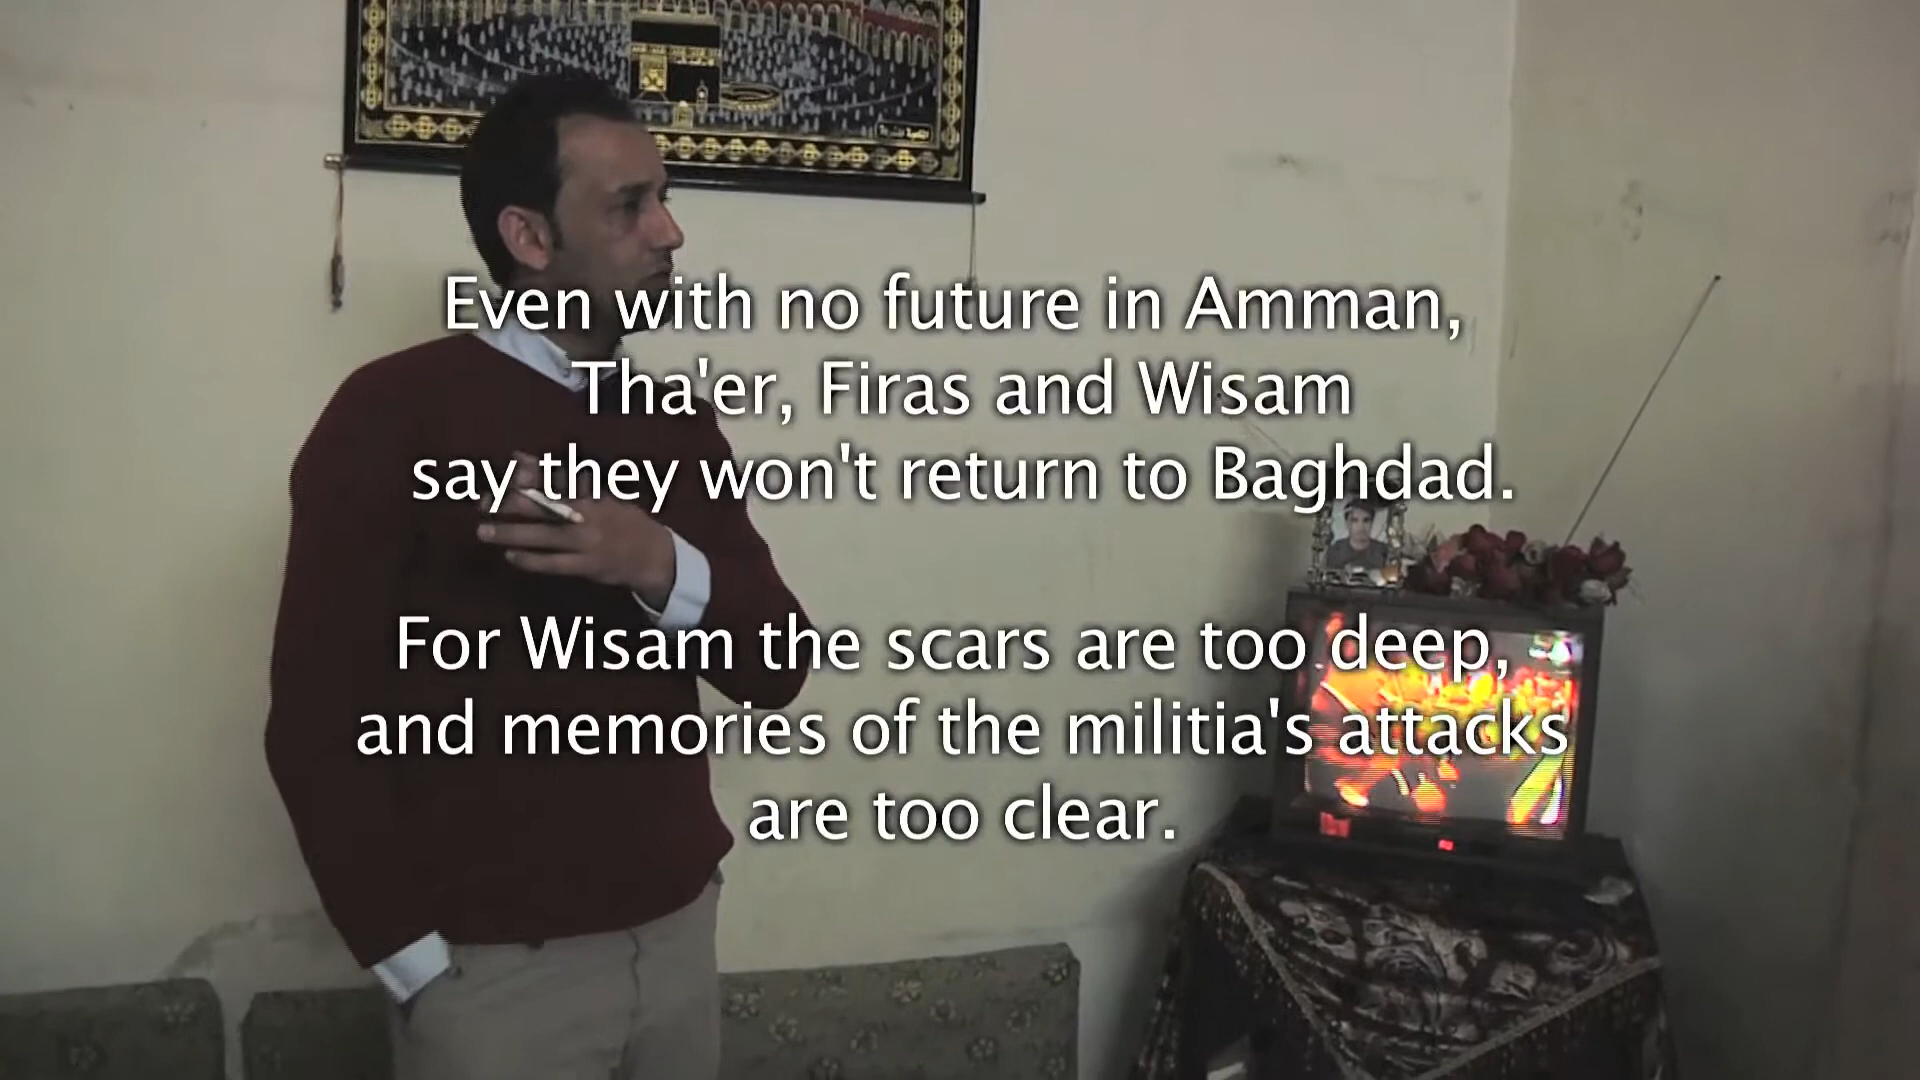 Even with no future in Amman,
Tha'er, Firas and Wisam
say they won't return to Baghdad.
For Wisam the scars are too deep,
and memories of the militia's attacks
are too clear.